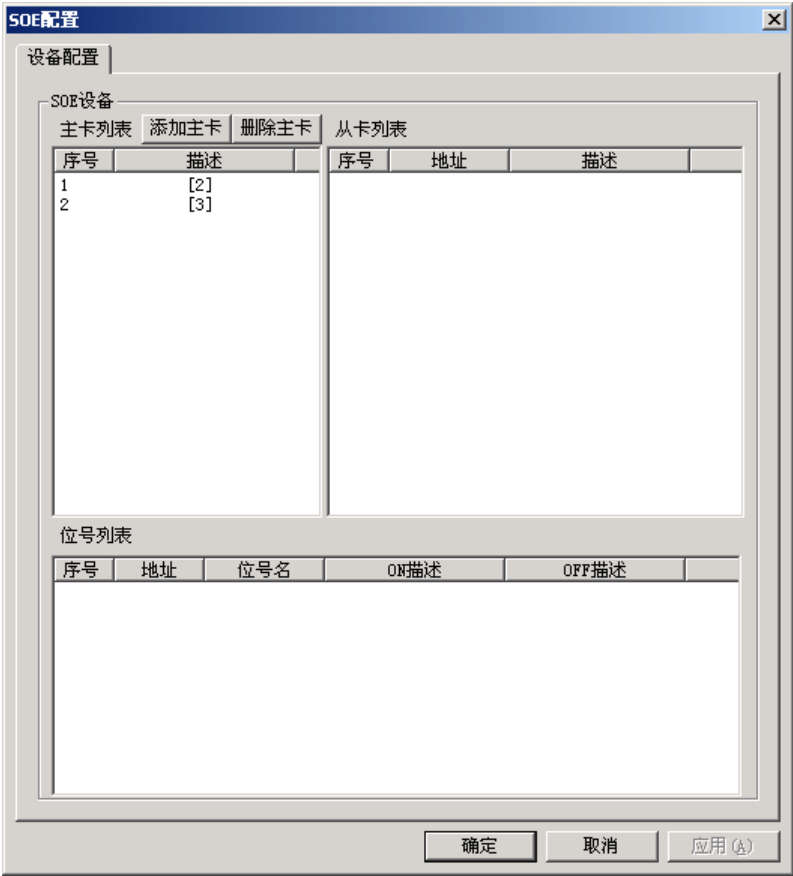 SOE配置
设备配置
SOE设备
主卡列表 添加主卡 删除主卡 从卡列表
序号 描述 序号 地址 描述
1 [2]
2 [3]
位号列表
序号 地址 位号名 ON描述 OFF描述
确定 取消 应用(A)